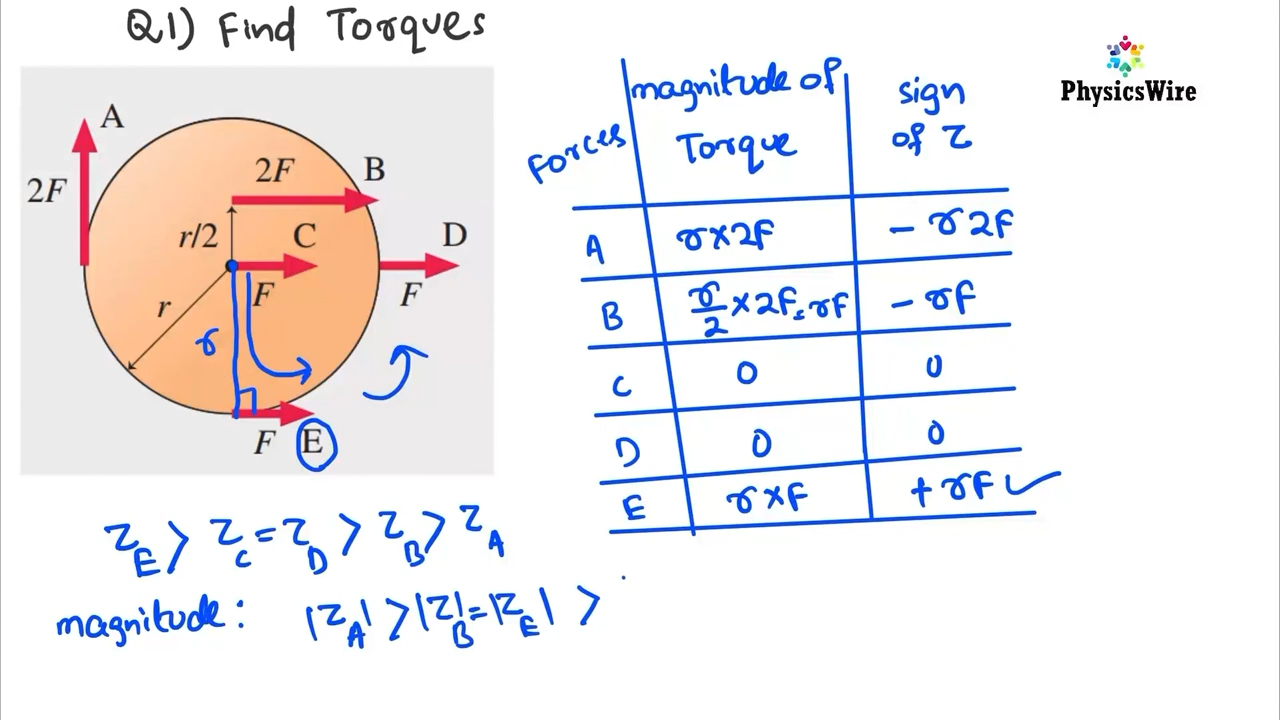 Q1) Find Torques
PhysicsWire
A
2F
2F
B
r/2
C
D
r
F
F
r
F
E
Forces
magnitude of Torque
sign of τ
A r×2F - r2F
B r/2 ×2F=rF - rF
C 0 0
D 0 0
E r×F + rF ✓
τE > τC = τD > τB > τA
magnitude: |τA| > |τ|B = |τE| >